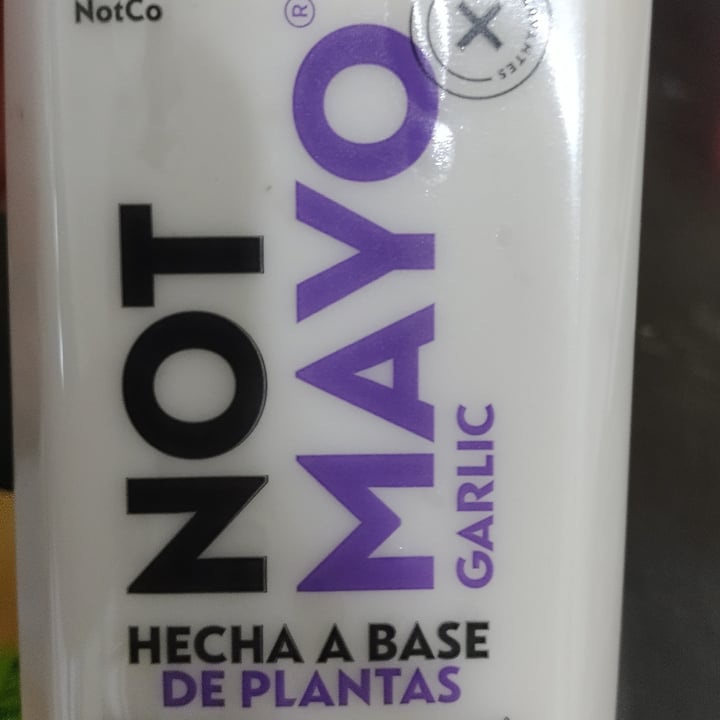 NotCo
®
NOT
MAYO
GARLIC
HECHA A BASE
DE PLANTAS